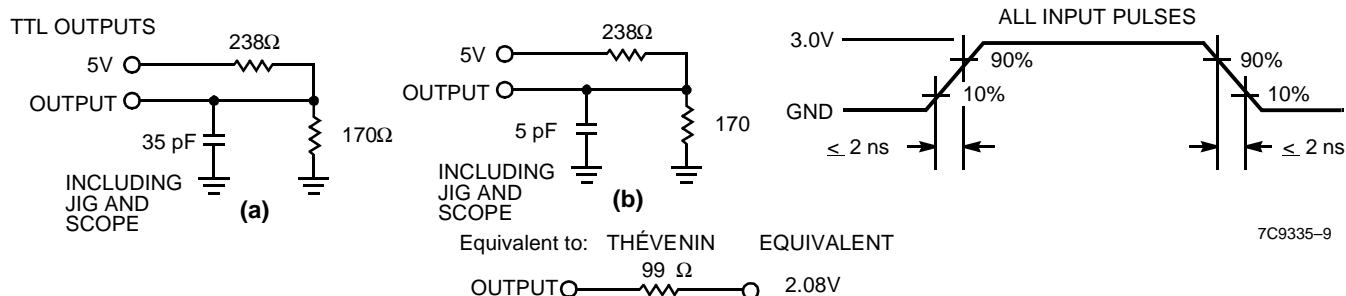 TTL OUTPUTS
238Ω
5V
OUTPUT
35 pF
170Ω
INCLUDING
JIG AND
SCOPE
(a)
238Ω
5V
OUTPUT
5 pF
170
INCLUDING
JIG AND
SCOPE
(b)
ALL INPUT PULSES
3.0V
90%
10%
GND
≤ 2 ns
90%
10%
≤ 2 ns
7C9335–9
Equivalent to: THÉVENIN EQUIVALENT
99 Ω
OUTPUT
2.08V